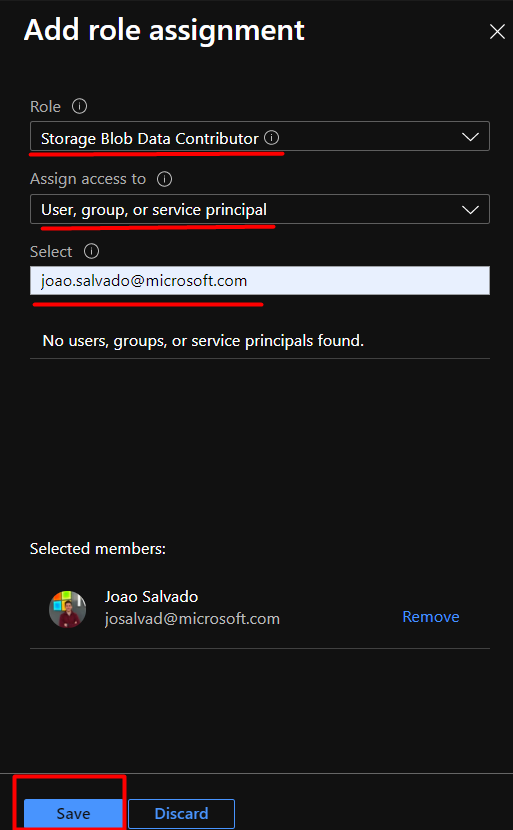 Add role assignment
Role
Storage Blob Data Contributor
Assign access to
User, group, or service principal
Select
joao.salvado@microsoft.com
No users, groups, or service principals found.
Selected members:
Joao Salvado
josalvad@microsoft.com
Remove
Save
Discard